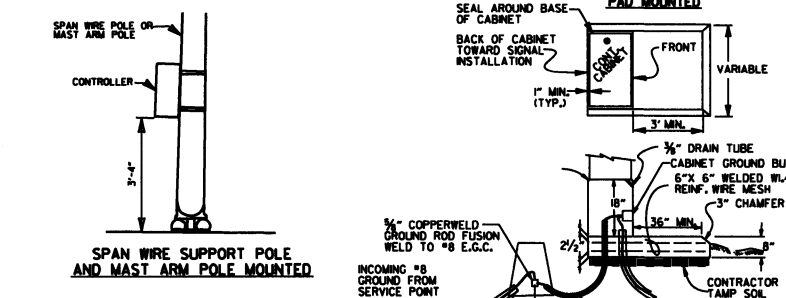 SPAN WIRE POLE OR
MAST ARM POLE
CONTROLLER
3'-4"
SPAN WIRE SUPPORT POLE
AND MAST ARM POLE MOUNTED
PAD MOUNTED
SEAL AROUND BASE
OF CABINET
BACK OF CABINET
TOWARD SIGNAL
INSTALLATION
CONT.
CABINET
FRONT
VARIABLE
1" MIN.
(TYP.)
3' MIN.
3/8" DRAIN TUBE
CABINET GROUND BU
6"X 6" WELDED
REINF. WIRE MESH
3" CHAMFER
18"
36" MIN.
2 1/2"
8"
5/8" COPPERWELD
GROUND ROD FUSION
WELD TO #8 E.G.C.
INCOMING #8
GROUND FROM
SERVICE POINT
CONTRACTOR
TAMP SOIL